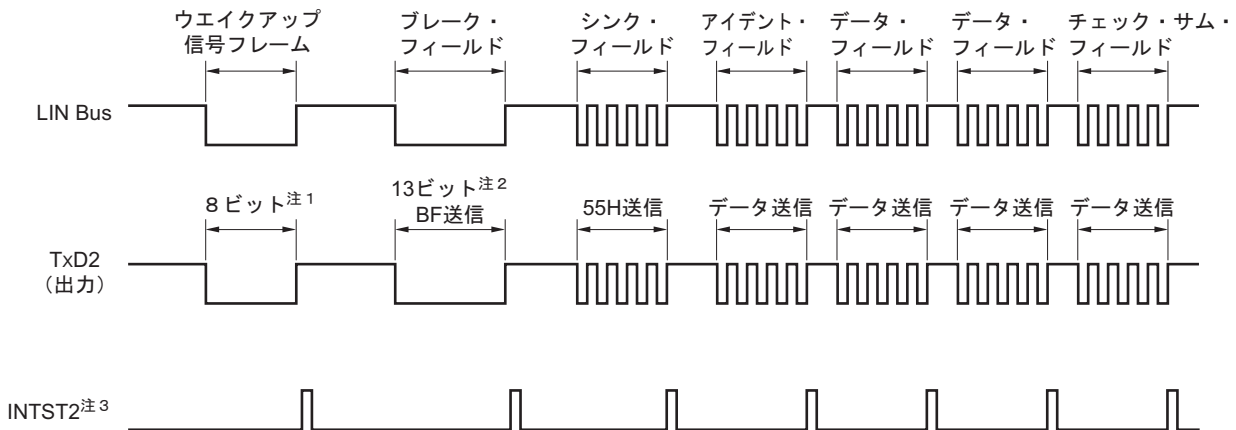 ウエイクアップ
信号フレーム
ブレーク・
フィールド
シンク・
フィールド
アイデント・
フィールド
データ・
フィールド
データ・
フィールド
チェック・サム・
フィールド
LIN Bus
8 ビット注1
13ビット注2
BF送信
55H送信
データ送信
データ送信
データ送信
データ送信
TxD2
（出力）
INTST2注3